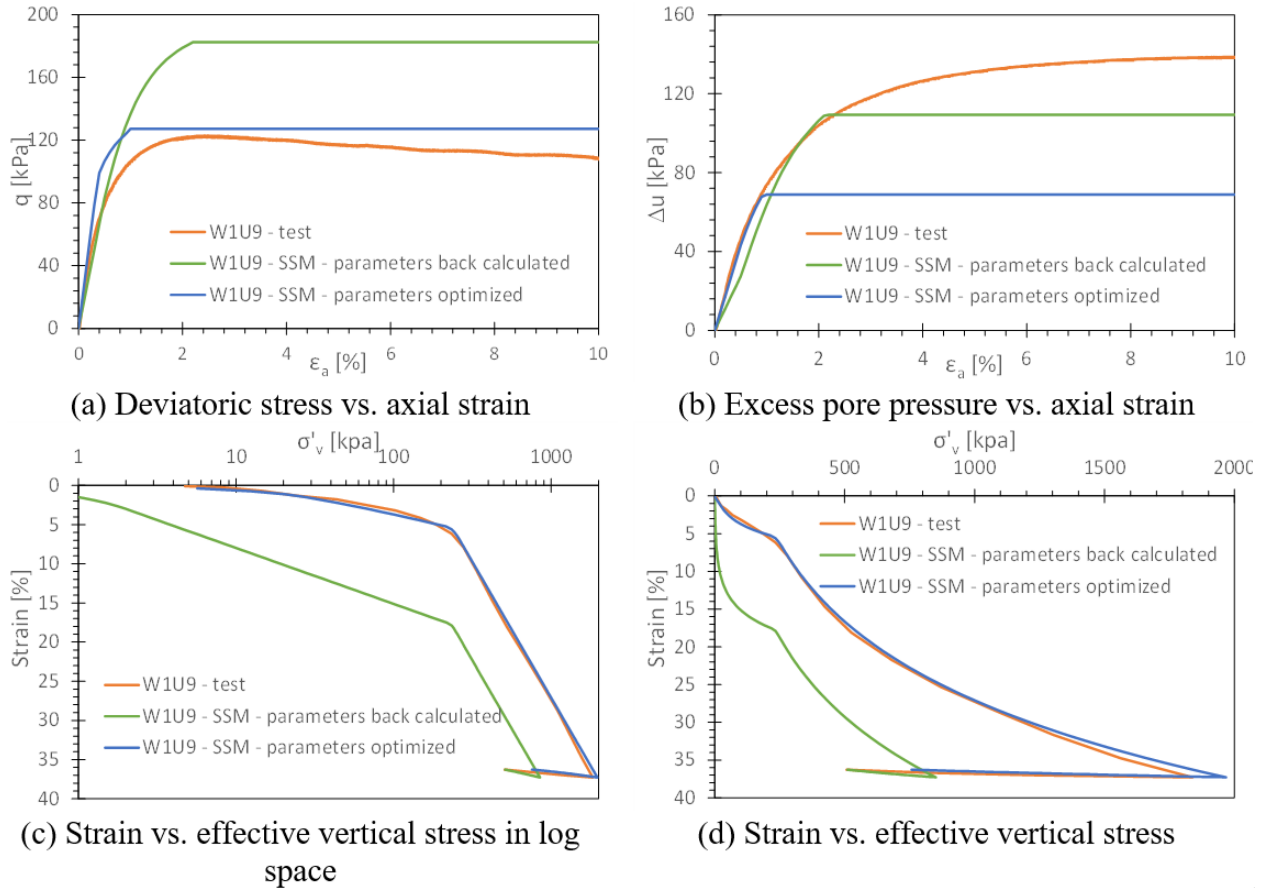 200
160
120
80
40
0
q [kPa]
0 2 4 6 8 10
εa [%]
W1U9 - test
W1U9 - SSM - parameters back calculated
W1U9 - SSM - parameters optimized
(a) Deviatoric stress vs. axial strain
160
120
80
40
0
Δu [kPa]
0 2 4 6 8 10
εa [%]
W1U9 - test
W1U9 - SSM - parameters back calculated
W1U9 - SSM - parameters optimized
(b) Excess pore pressure vs. axial strain
σ'v [kpa]
1 10 100 1000
0
5
10
15
20
25
30
35
40
Strain [%]
W1U9 - test
W1U9 - SSM - parameters back calculated
W1U9 - SSM - parameters optimized
(c) Strain vs. effective vertical stress in log
space
σ'v [kpa]
0 500 1000 1500 2000
0
5
10
15
20
25
30
35
40
Strain [%]
W1U9 - test
W1U9 - SSM - parameters back calculated
W1U9 - SSM - parameters optimized
(d) Strain vs. effective vertical stress